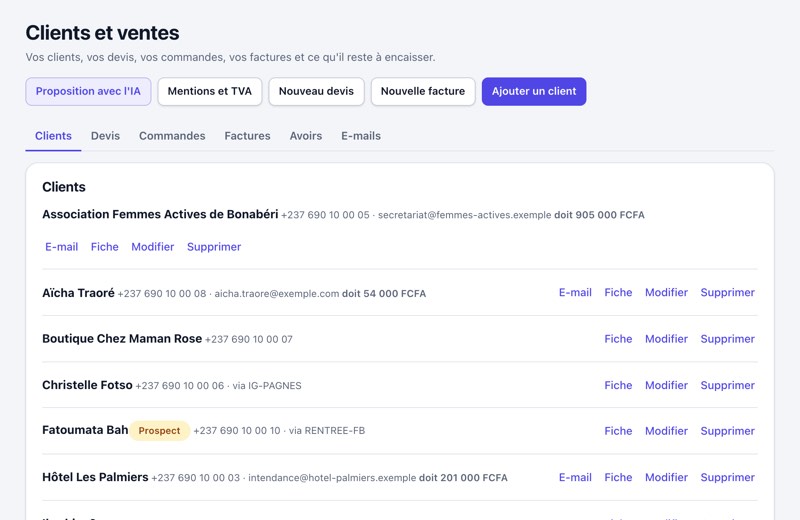 Clients et ventes
Vos clients, vos devis, vos commandes, vos factures et ce qu'il reste à encaisser.
Proposition avec l'IA Mentions et TVA Nouveau devis Nouvelle facture Ajouter un client
Clients Devis Commandes Factures Avoirs E-mails
Clients
Association Femmes Actives de Bonabéri +237 690 10 00 05 · secretariat@femmes-actives.exemple doit 905 000 FCFA
E-mail Fiche Modifier Supprimer
Aïcha Traoré +237 690 10 00 08 · aicha.traore@exemple.com doit 54 000 FCFA E-mail Fiche Modifier Supprimer
Boutique Chez Maman Rose +237 690 10 00 07 Fiche Modifier Supprimer
Christelle Fotso +237 690 10 00 06 · via IG-PAGNES Fiche Modifier Supprimer
Fatoumata Bah Prospect +237 690 10 00 10 · via RENTREE-FB Fiche Modifier Supprimer
Hôtel Les Palmiers +237 690 10 00 03 · intendance@hotel-palmiers.exemple doit 201 000 FCFA E-mail Fiche Modifier Supprimer